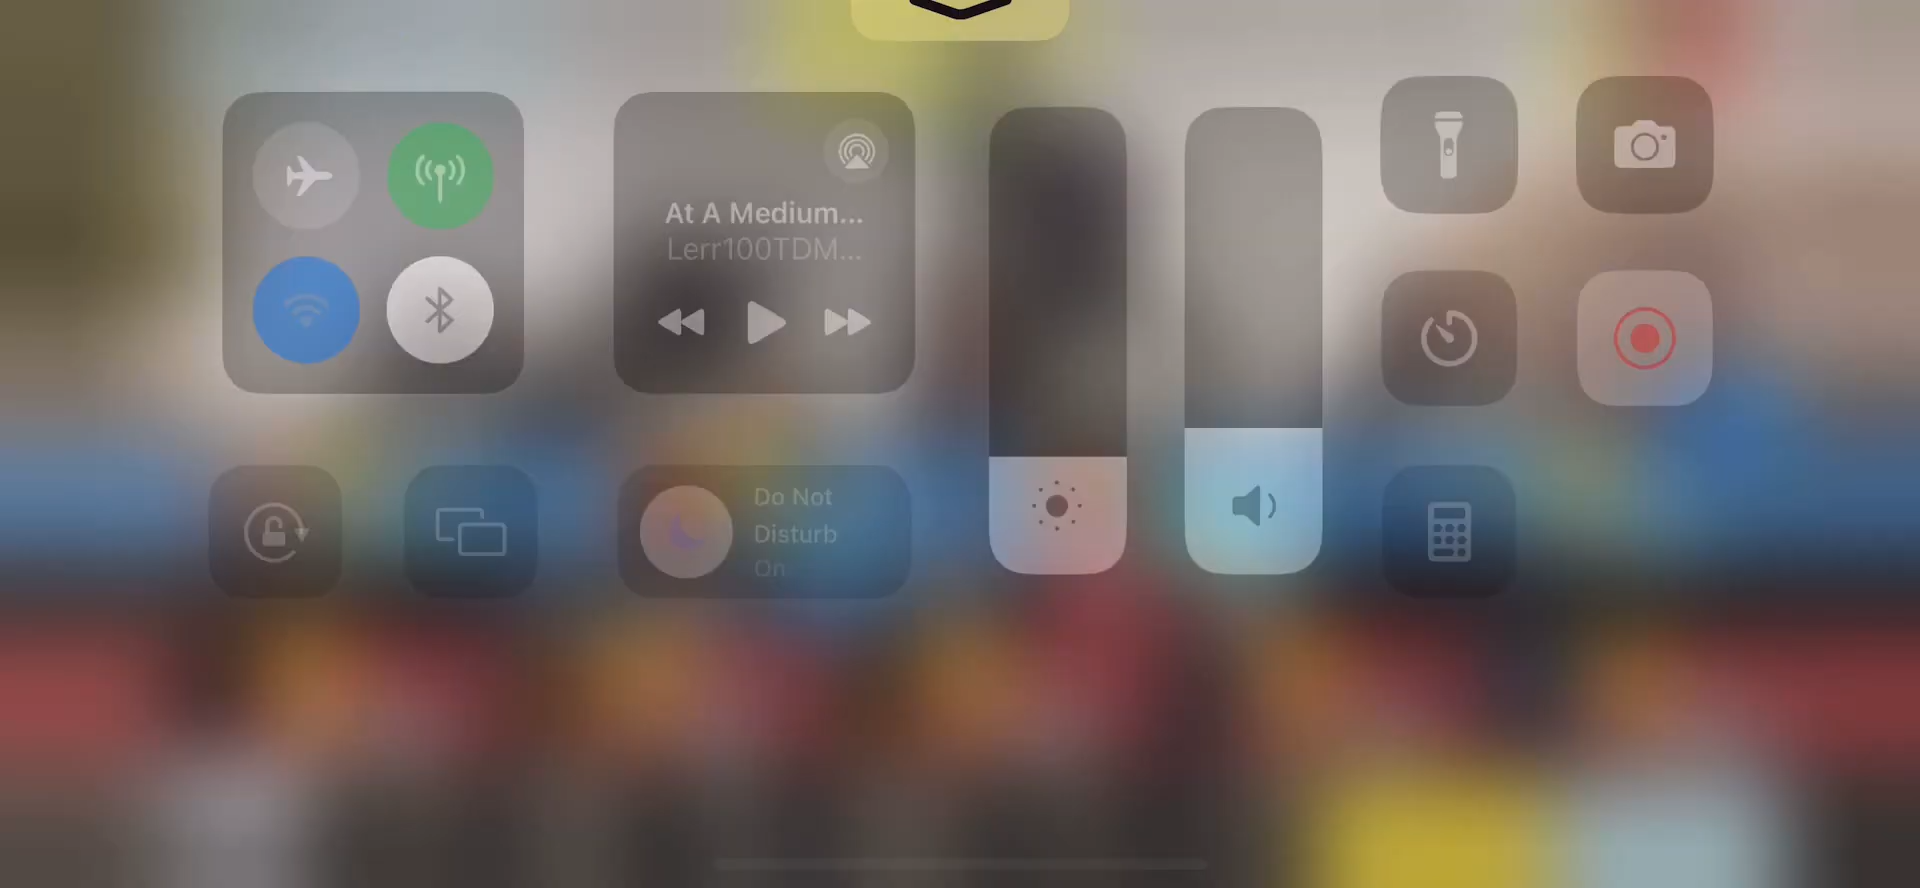 At A Medium...
Lerr100TDM...
Do Not
Disturb
On